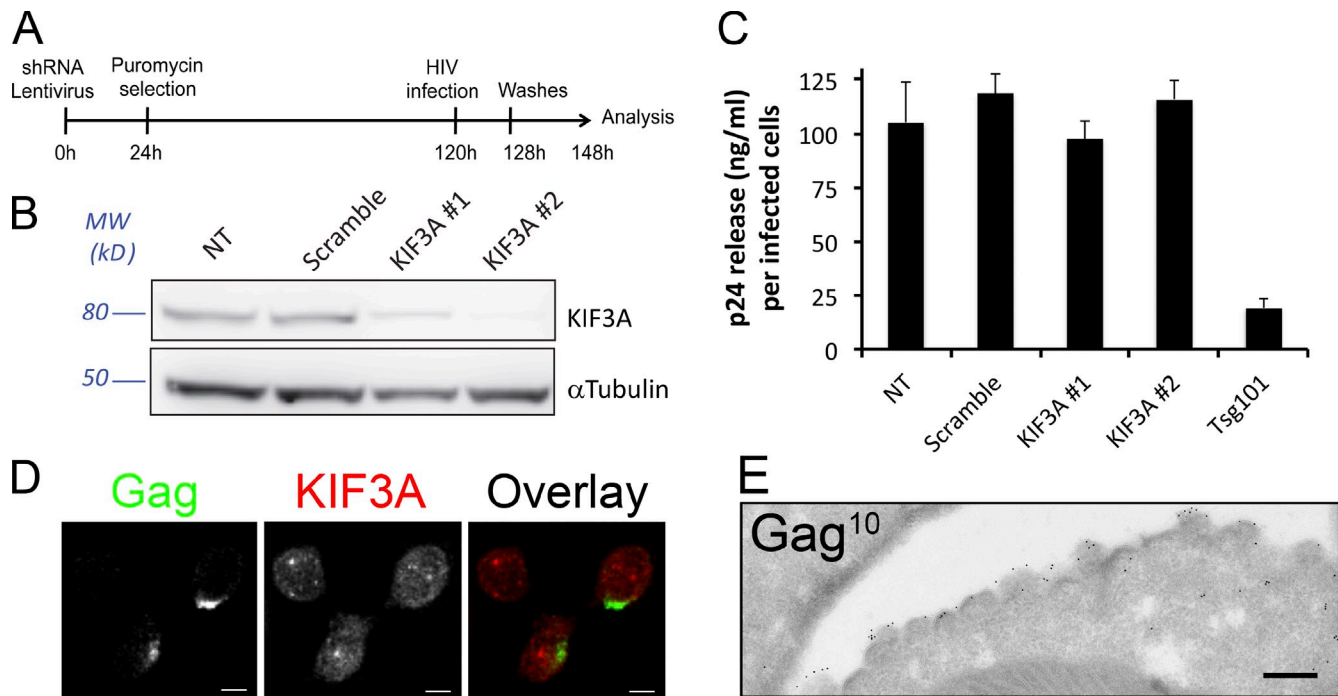 A
shRNA
Lentivirus
Puromycin
selection
HIV
infection
Washes
Analysis
0h
24h
120h
128h
148h
B
MW
(kD)
NT
Scramble
KIF3A #1
KIF3A #2
80
KIF3A
50
αTubulin
C
p24 release (ng/ml)
per infected cells
125
100
75
50
25
0
NT
Scramble
KIF3A #1
KIF3A #2
Tsg101
D
Gag
KIF3A
Overlay
E
Gag¹⁰